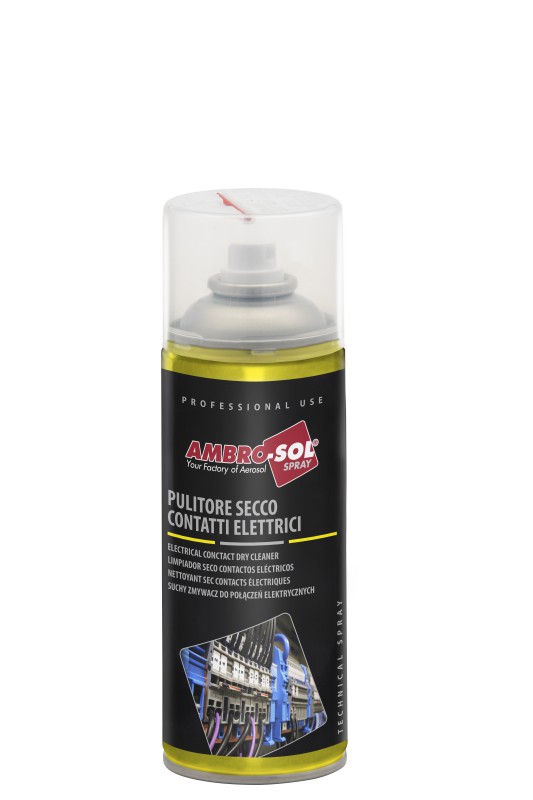 PROFESSIONAL USE
AMBRO-SOL®
Your Factory of Aerosol SPRAY
PULITORE SECCO
CONTATTI ELETTRICI
ELECTRICAL CONCTACT DRY CLEANER
LIMPIADOR SECO CONTACTOS ELÉCTRICOS
NETTOYANT SEC CONTACTS ÉLECTRIQUES
SUCHY ZMYWACZ DO POŁĄCZEŃ ELEKTRYCZNYCH
TECHNICAL SPRAY